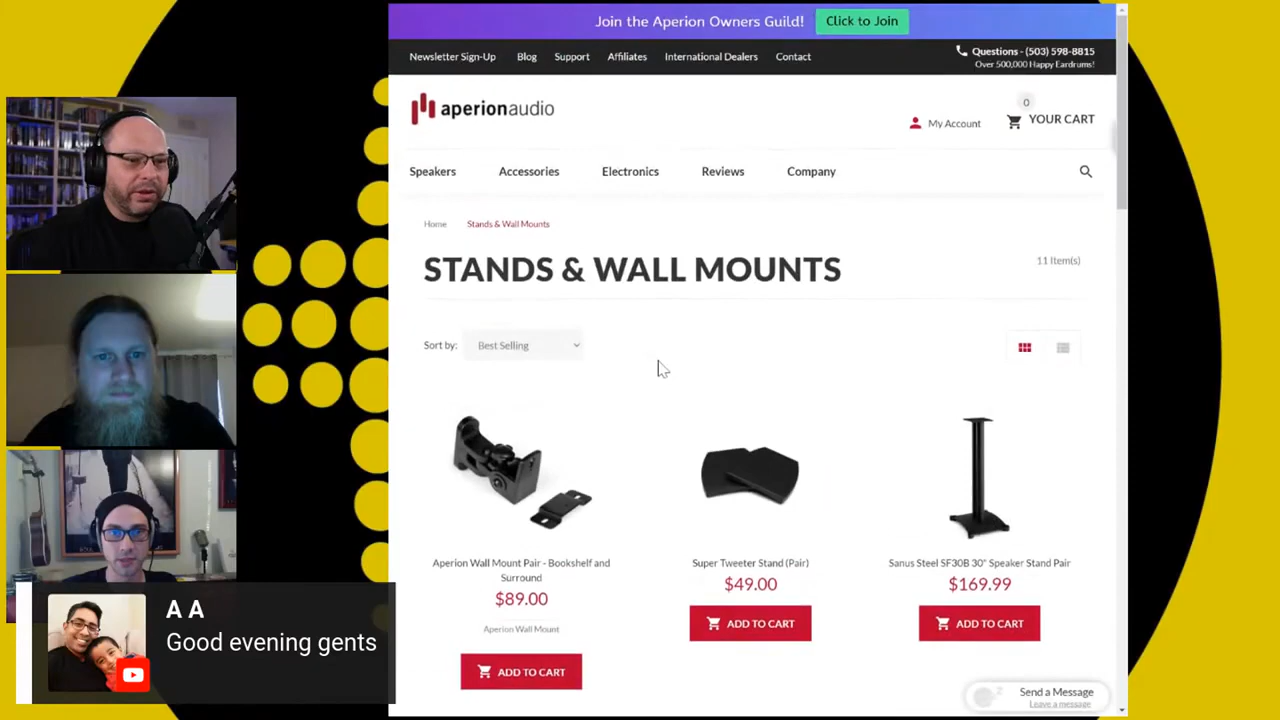 Join the Aperion Owners Guild!
Click to Join
Newsletter Sign-Up
Blog
Support
Affiliates
International Dealers
Contact
Questions - (503) 598-8815
Over 500,000 Happy Eardrums!
aperionaudio
My Account
0
YOUR CART
Speakers
Accessories
Electronics
Reviews
Company
Home
Stands & Wall Mounts
STANDS & WALL MOUNTS
11 Item(s)
Sort by:
Best Selling
Aperion Wall Mount Pair - Bookshelf and
Surround
$89.00
Aperion Wall Mount
ADD TO CART
Super Tweeter Stand (Pair)
$49.00
ADD TO CART
Sanus Steel SF30B 30" Speaker Stand Pair
$169.99
ADD TO CART
A A
Good evening gents
Send a Message
Leave a message